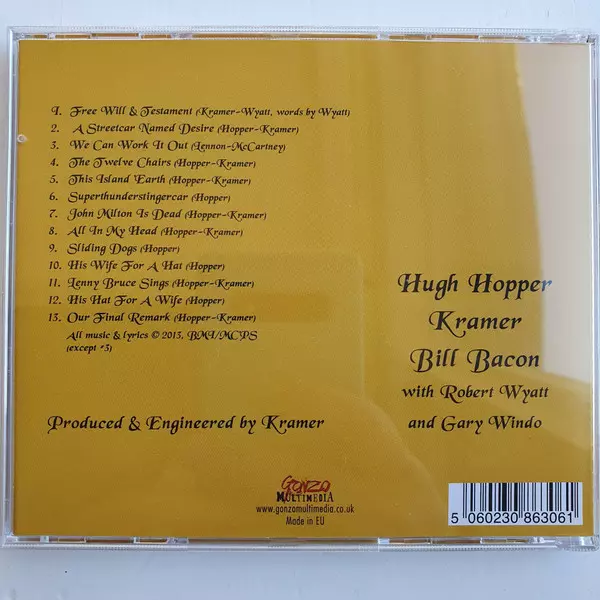 1. Free Will & Testament (Kramer-Wyatt, words by Wyatt)
2. A Streetcar Named Desire (Hopper-Kramer)
3. We Can Work It Out (Lennon-McCartney)
4. The Twelve Chairs (Hopper-Kramer)
5. This Island Earth (Hopper-Kramer)
6. Superthunderstingercar (Hopper-Kramer)
7. John Milton Is Dead (Hopper-Kramer)
8. All In My Head (Hopper-Kramer)
9. Sliding Dogs (Hopper)
10. His Wife For A Hat (Hopper)
11. Lenny Bruce Sings (Hopper-Kramer)
12. His Hat For A Wife (Hopper)
13. Our Final Remark (Hopper-Kramer)
All music & lyrics © 2013, BMI/MCPS
(except #3)
Hugh Hopper
Kramer
Bill Bacon
with Robert Wyatt
and Gary Windo
Produced & Engineered by Kramer
Gonzo
MULTIMEDIA
www.gonzomultimedia.co.uk
Made in EU
5 060230 863061